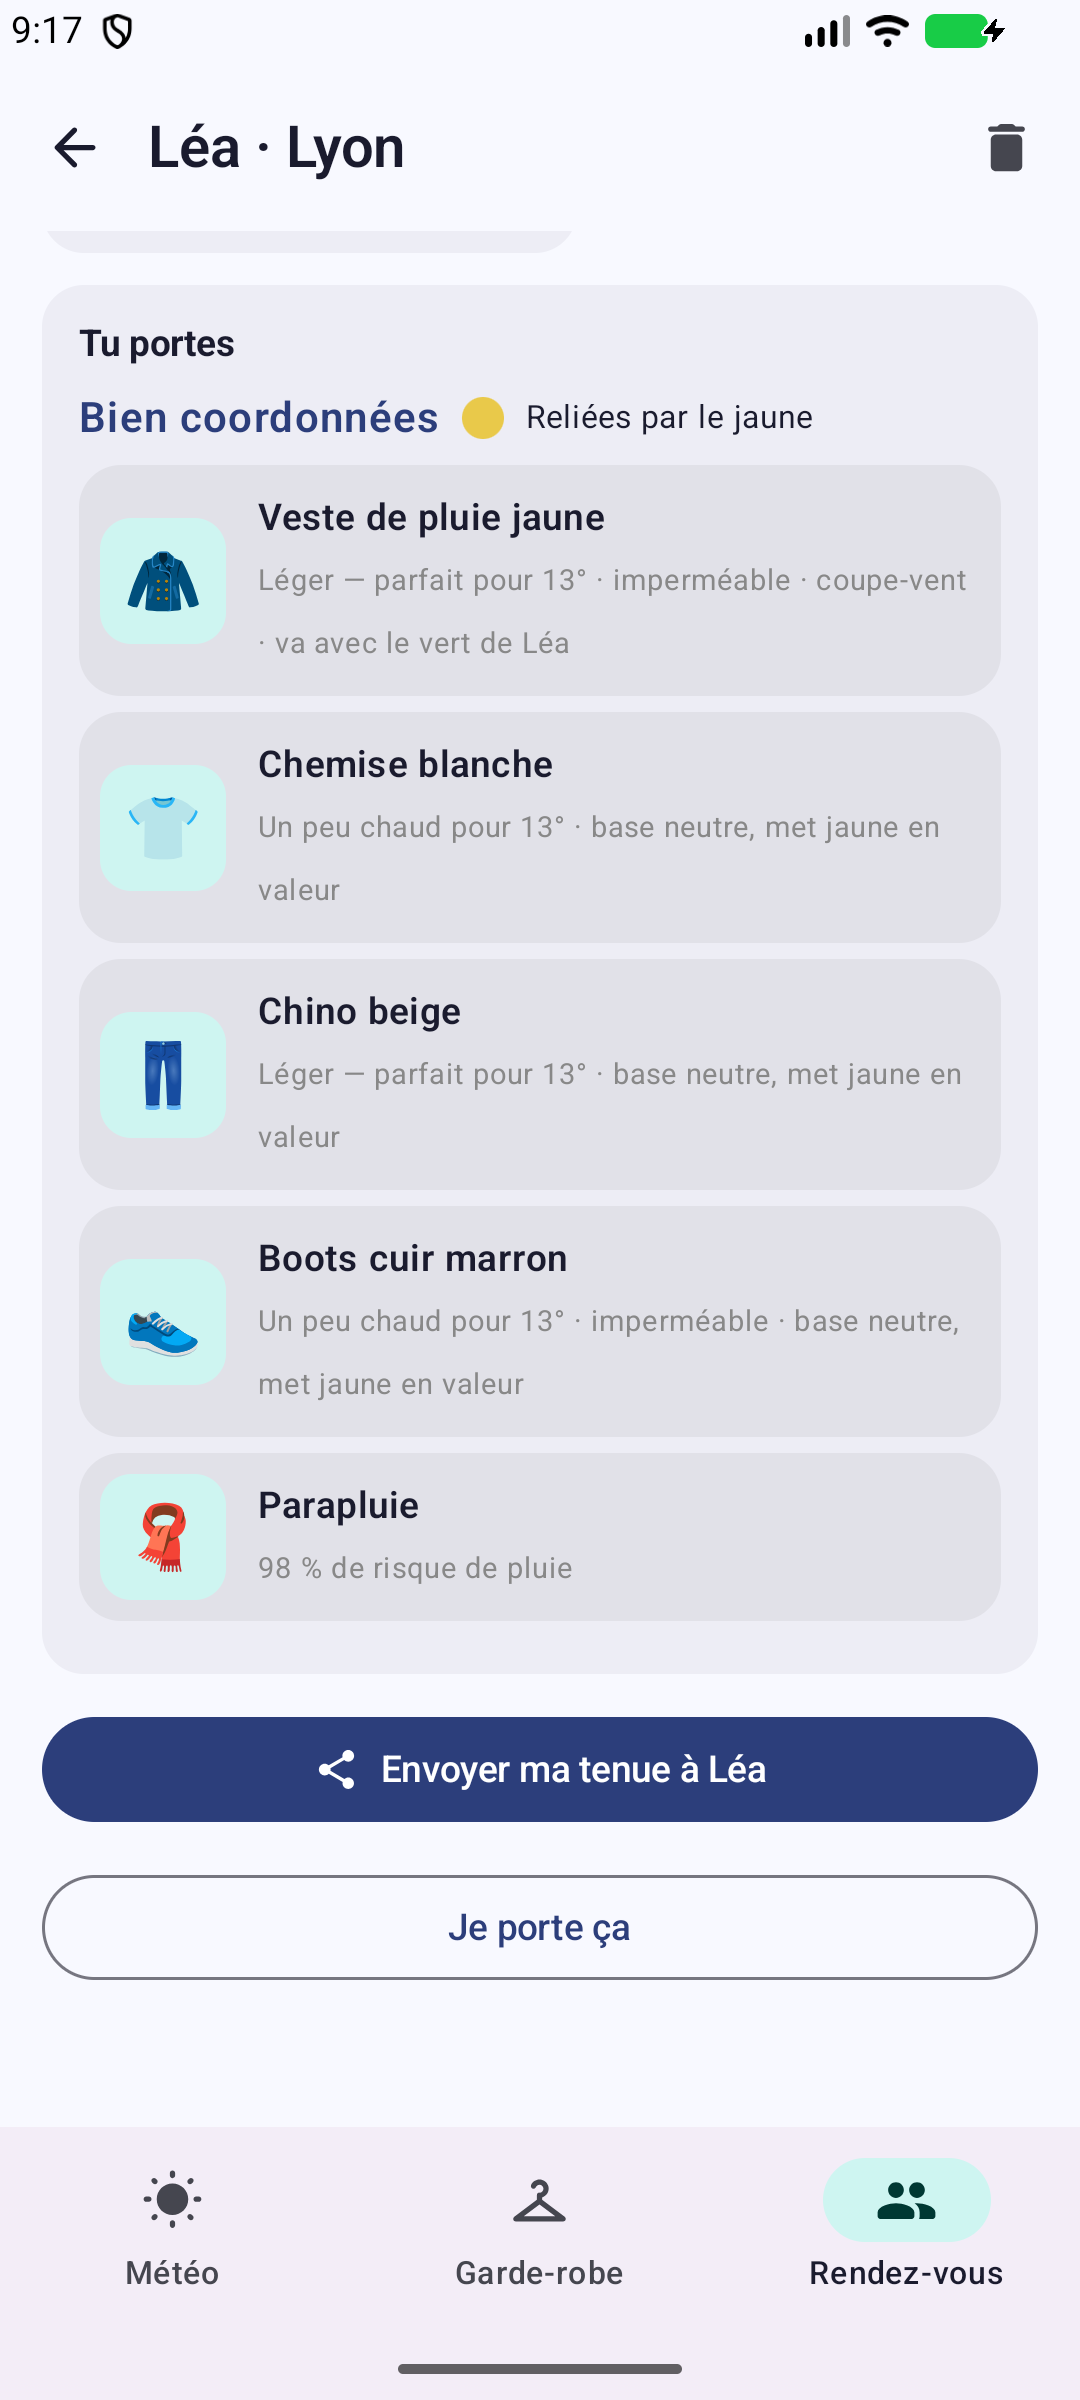 9:17
Léa · Lyon
Tu portes
Bien coordonnées
Reliées par le jaune
Veste de pluie jaune
Léger — parfait pour 13° · imperméable · coupe-vent
· va avec le vert de Léa
Chemise blanche
Un peu chaud pour 13° · base neutre, met jaune en
valeur
Chino beige
Léger — parfait pour 13° · base neutre, met jaune en
valeur
Boots cuir marron
Un peu chaud pour 13° · imperméable · base neutre,
met jaune en valeur
Parapluie
98 % de risque de pluie
Envoyer ma tenue à Léa
Je porte ça
Météo
Garde-robe
Rendez-vous